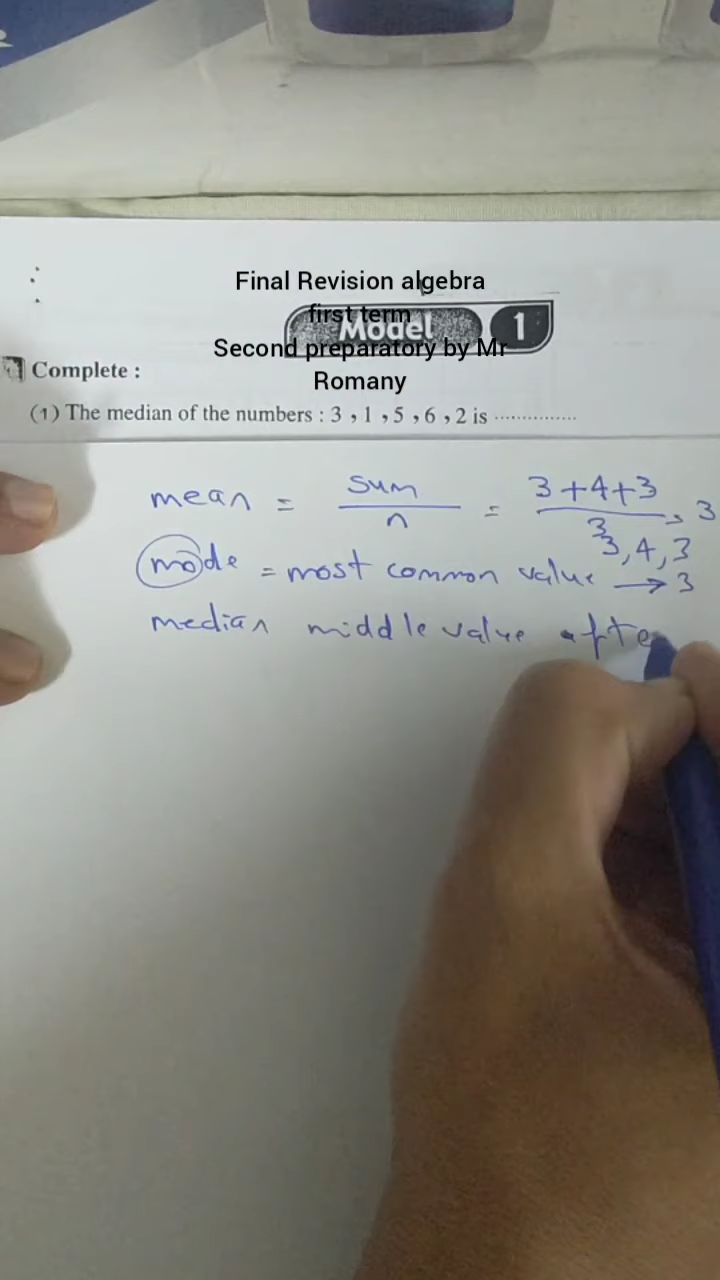 Final Revision algebra
first term
Model 1
Second preparatory by Mr
Romany
Complete :
(1) The median of the numbers : 3 , 1 , 5 , 6 , 2 is ..............
mean = sum / n = 3+4+3 / 3 , 3
3, 4, 3
mode = most common value → 3
median middle value afte